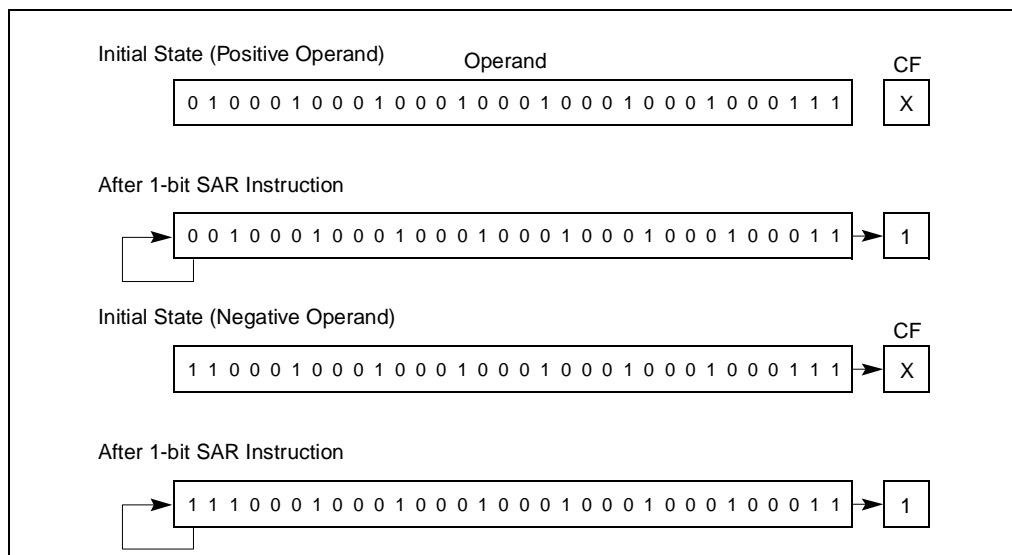 Initial State (Positive Operand)
Operand
CF
0 1 0 0 0 1 0 0 0 1 0 0 0 1 0 0 0 1 0 0 0 1 0 0 0 1 0 0 0 1 1 1
X
After 1-bit SAR Instruction
0 0 1 0 0 0 1 0 0 0 1 0 0 0 1 0 0 0 1 0 0 0 1 0 0 0 1 0 0 0 1 1
1
Initial State (Negative Operand)
CF
1 1 0 0 0 1 0 0 0 1 0 0 0 1 0 0 0 1 0 0 0 1 0 0 0 1 0 0 0 1 1 1
X
After 1-bit SAR Instruction
1 1 1 0 0 0 1 0 0 0 1 0 0 0 1 0 0 0 1 0 0 0 1 0 0 0 1 0 0 0 1 1
1